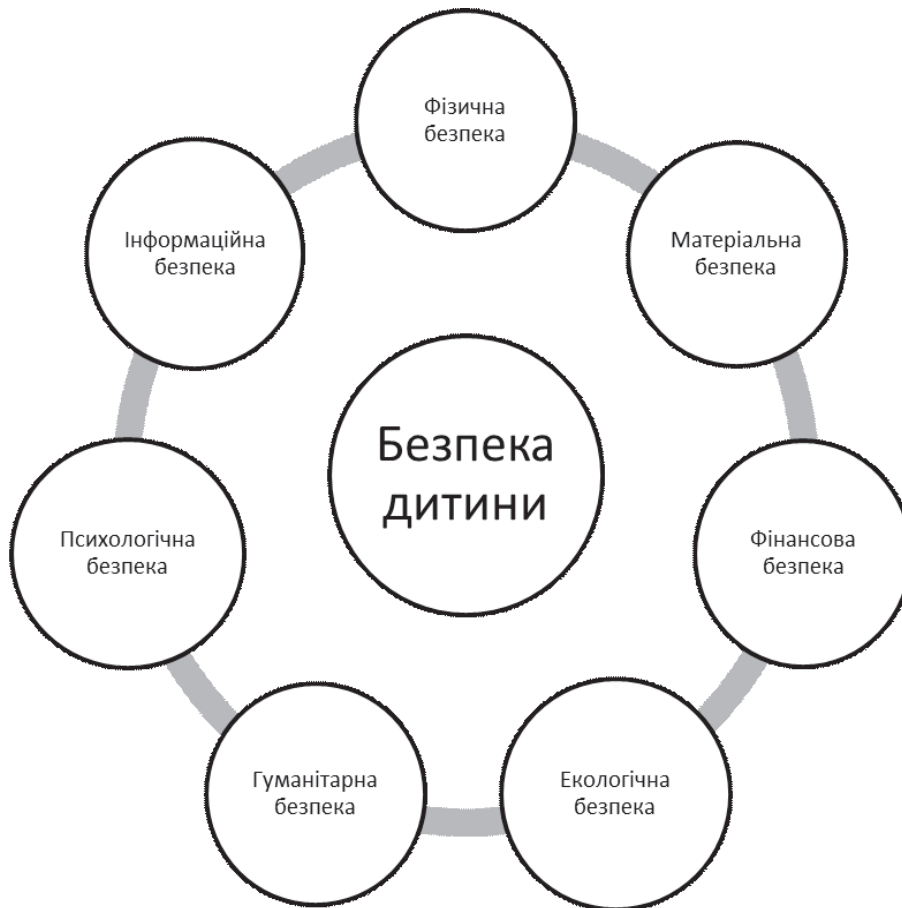 Фізична
безпека
Інформаційна
безпека
Матеріальна
безпека
Безпека
дитини
Психологічна
безпека
Фінансова
безпека
Гуманітарна
безпека
Екологічна
безпека